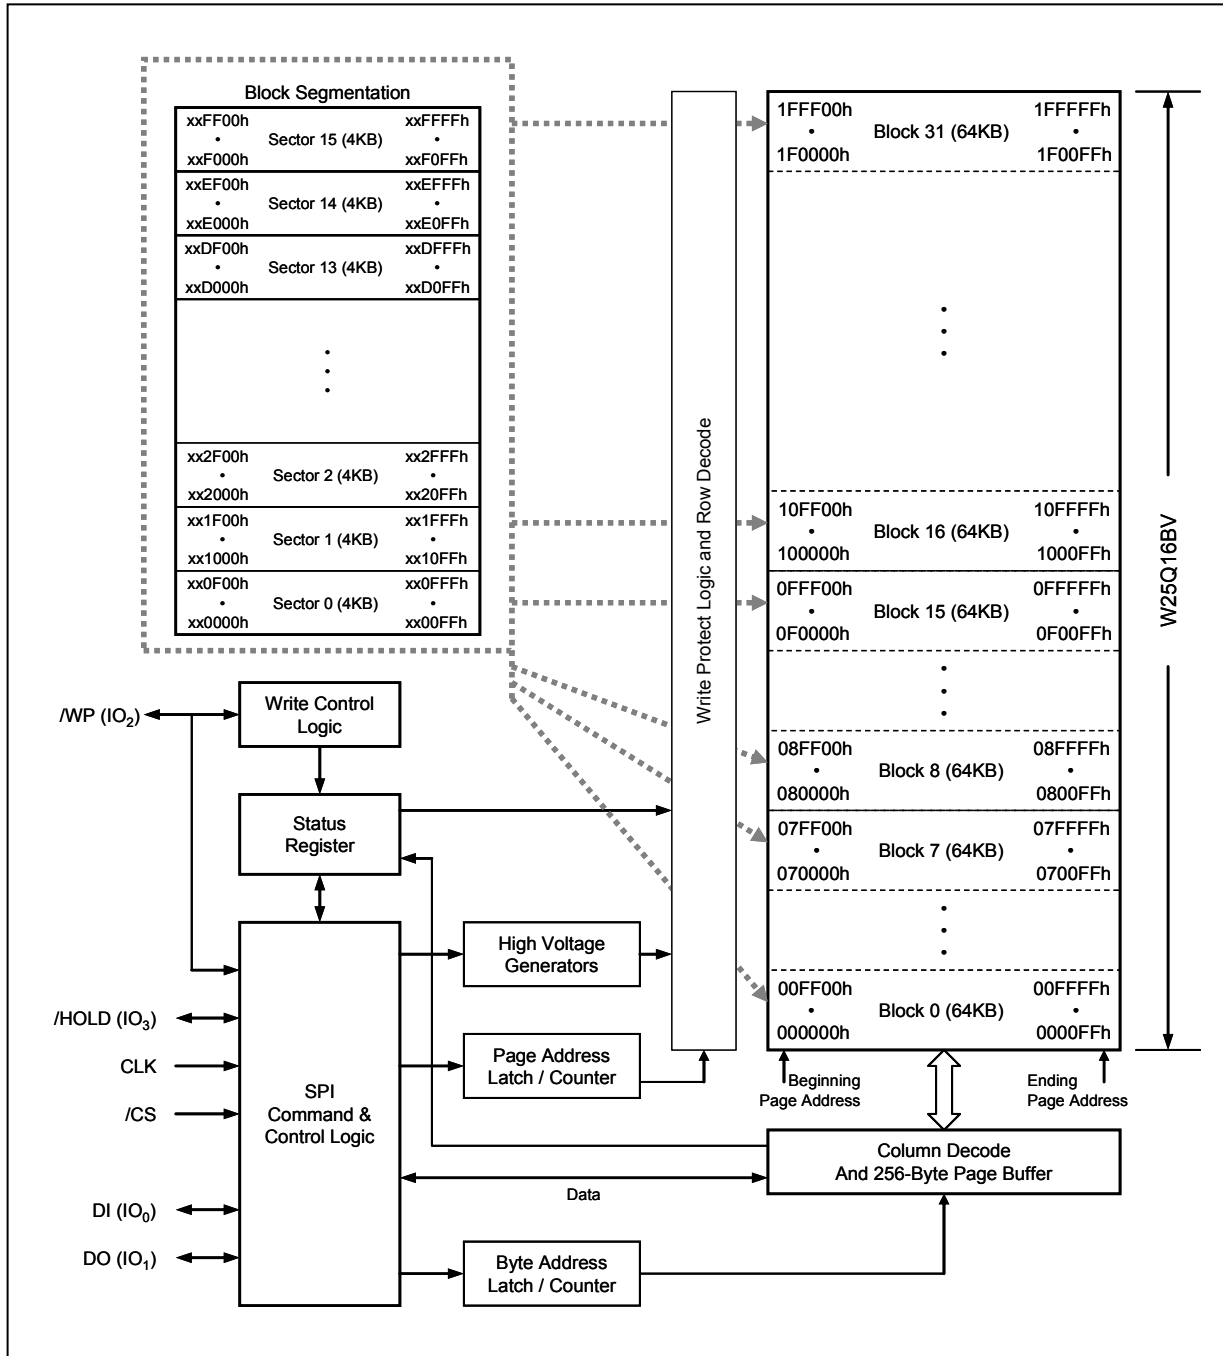 Block Segmentation
xxFF00h xxFFFFh
• Sector 15 (4KB) •
xxF000h xxF0FFh
xxEF00h xxEFFFh
• Sector 14 (4KB) •
xxE000h xxE0FFh
xxDF00h xxDFFFh
• Sector 13 (4KB) •
xxD000h xxD0FFh
xx2F00h xx2FFFh
• Sector 2 (4KB) •
xx2000h xx20FFh
xx1F00h xx1FFFh
• Sector 1 (4KB) •
xx1000h xx10FFh
xx0F00h xx0FFFh
• Sector 0 (4KB) •
xx0000h xx00FFh
Write Protect Logic and Row Decode
1FFF00h 1FFFFFh
• Block 31 (64KB) •
1F0000h 1F00FFh
10FF00h 10FFFFh
• Block 16 (64KB) •
100000h 1000FFh
0FFF00h 0FFFFFh
• Block 15 (64KB) •
0F0000h 0F00FFh
08FF00h 08FFFFh
• Block 8 (64KB) •
080000h 0800FFh
07FF00h 07FFFFh
• Block 7 (64KB) •
070000h 0700FFh
00FF00h 00FFFFh
• Block 0 (64KB) •
000000h 0000FFh
W25Q16BV
Beginning
Page Address
Ending
Page Address
/WP (IO2)
Write Control
Logic
Status
Register
High Voltage
Generators
/HOLD (IO3)
CLK
/CS
DI (IO0)
DO (IO1)
SPI
Command &
Control Logic
Page Address
Latch / Counter
Column Decode
And 256-Byte Page Buffer
Data
Byte Address
Latch / Counter